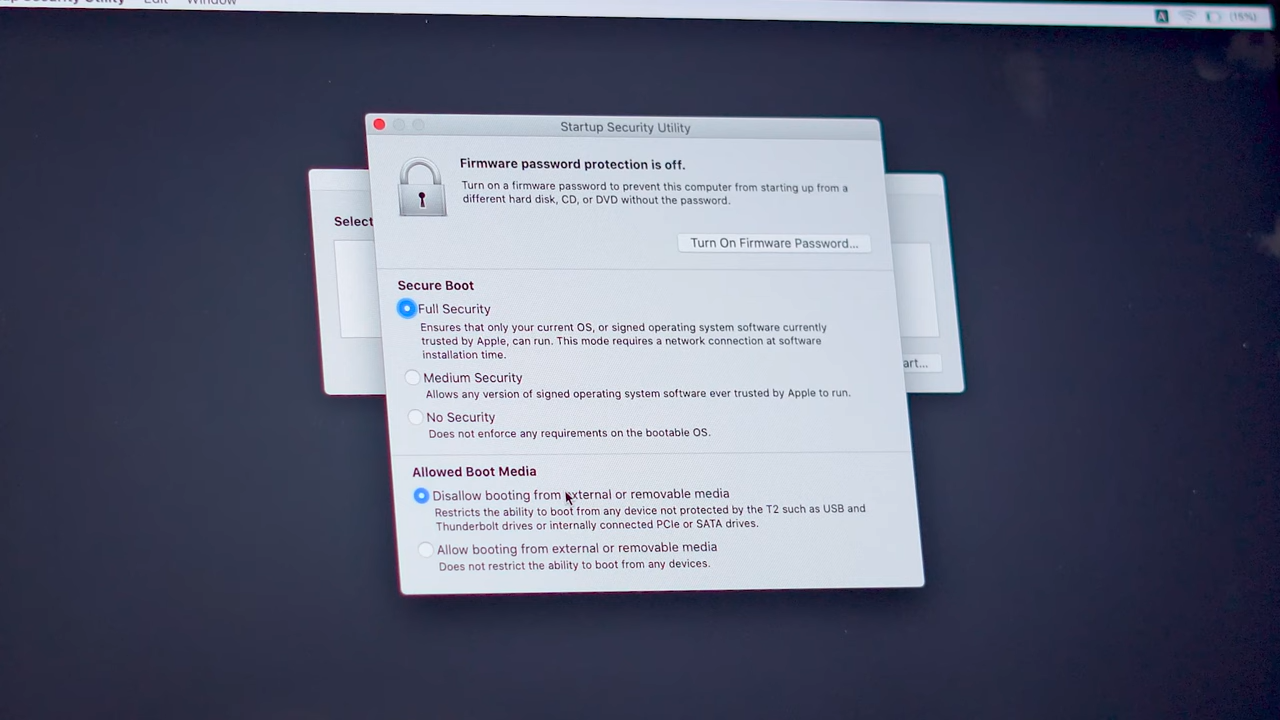 Security Utility Edit Window
(15%)
Startup Security Utility
Firmware password protection is off.
Turn on a firmware password to prevent this computer from starting up from a
different hard disk, CD, or DVD without the password.
Select
Turn On Firmware Password...
Secure Boot
Full Security
Ensures that only your current OS, or signed operating system software currently
trusted by Apple, can run. This mode requires a network connection at software
installation time.
art...
Medium Security
Allows any version of signed operating system software ever trusted by Apple to run.
No Security
Does not enforce any requirements on the bootable OS.
Allowed Boot Media
Disallow booting from external or removable media
Restricts the ability to boot from any device not protected by the T2 such as USB and
Thunderbolt drives or internally connected PCIe or SATA drives.
Allow booting from external or removable media
Does not restrict the ability to boot from any devices.